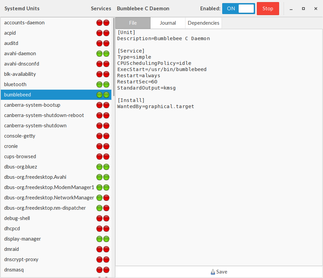 Systemd Units
Services
Bumblebee C Daemon
Enabled:
ON
Stop
accounts-daemon
acpid
auditd
avahi-daemon
avahi-dnsconfd
blk-availability
bluetooth
bumblebeed
canberra-system-bootup
canberra-system-shutdown-reboot
canberra-system-shutdown
console-getty
cronie
cups-browsed
dbus-org.bluez
dbus-org.freedesktop.Avahi
dbus-org.freedesktop.ModemManager1
dbus-org.freedesktop.NetworkManager
dbus-org.freedesktop.nm-dispatcher
debug-shell
dhcpcd
display-manager
dmraid
dnscrypt-proxy
dnsmasq
File
Journal
Dependencies
[Unit]
Description=Bumblebee C Daemon
[Service]
Type=simple
CPUSchedulingPolicy=idle
ExecStart=/usr/bin/bumblebeed
Restart=always
RestartSec=60
StandardOutput=kmsg
[Install]
WantedBy=graphical.target
Save